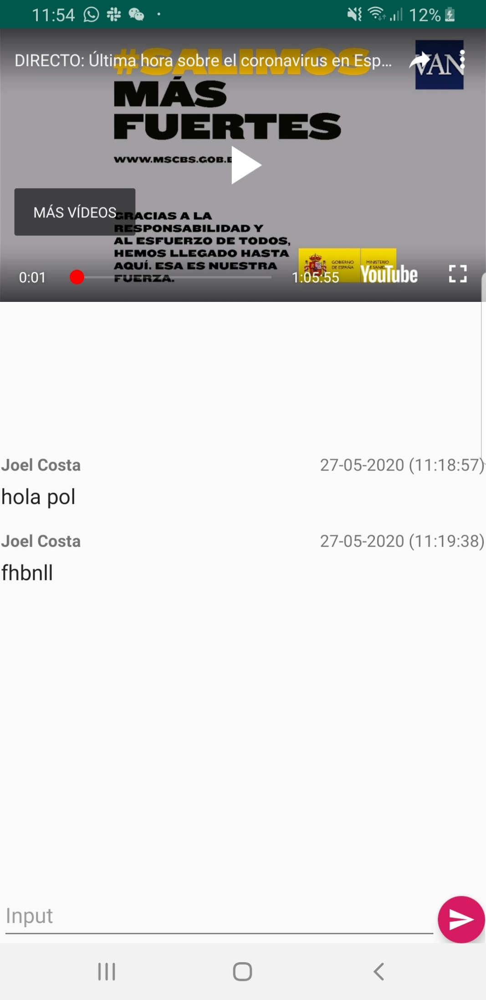 11:54
12%
#SALIMOS
DIRECTO: Última hora sobre el coronavirus en Esp...
VAN
MÁS
FUERTES
WWW.MSCBS.GOB.E
MÁS VÍDEOS
GRACIAS A LA
RESPONSABILIDAD Y
AL ESFUERZO DE TODOS,
HEMOS LLEGADO HASTA
AQUÍ. ESA ES NUESTRA
FUERZA.
GOBIERNO
DE ESPAÑA
MINISTERIO
0:01
1:05:55
YouTube
Joel Costa
27-05-2020 (11:18:57)
hola pol
Joel Costa
27-05-2020 (11:19:38)
fhbnll
Input